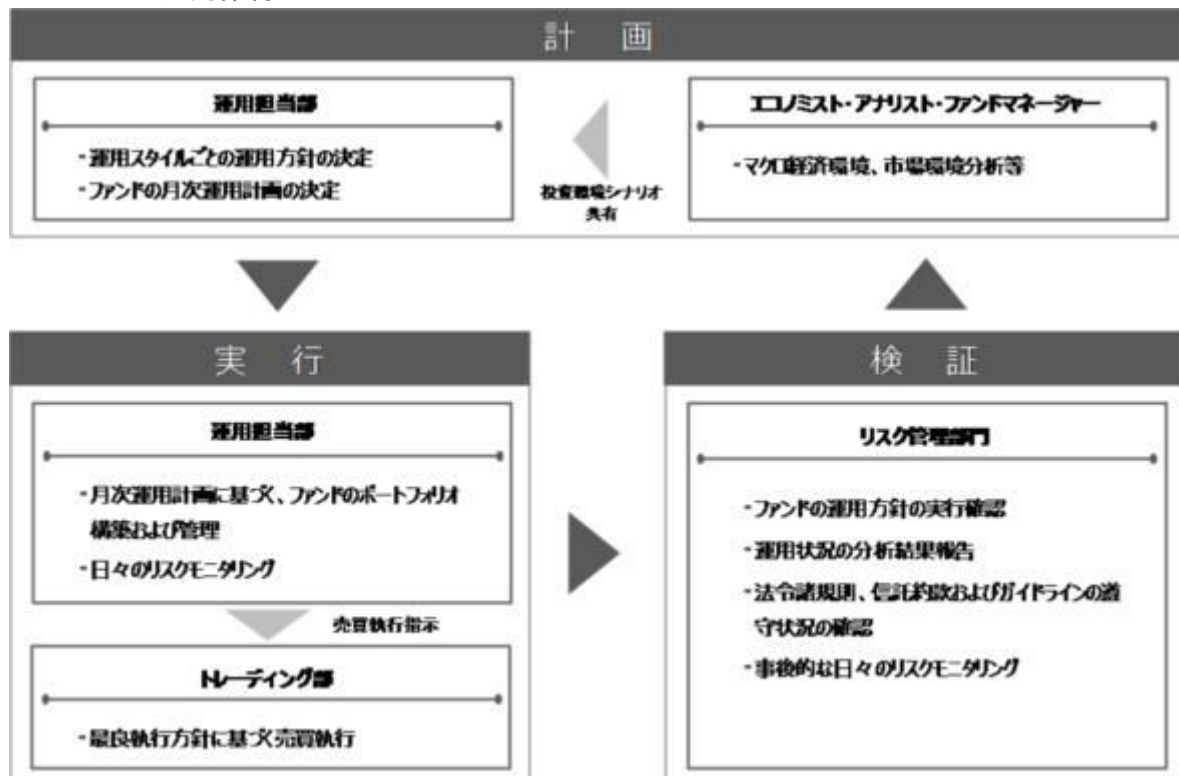 計 画
運用担当部
・運用スタイルごとの運用方針の決定
・ファンドの月次運用計画の決定
投資環境シナリオ
共有
エコノミスト・アナリスト・ファンドマネージャー
・マクロ経済環境、市場環境分析等
実 行
運用担当部
・月次運用計画に基づく、ファンドのポートフォリオ
構築および管理
・日々のリスクモニタリング
売買執行指示
トレーディング部
・最良執行方針に基づく売買執行
検 証
リスク管理部門
・ファンドの運用方針の実行確認
・運用状況の分析結果報告
・法令諸規則、信託約款およびガイドラインの遵
守状況の確認
・事後的な日々のリスクモニタリング